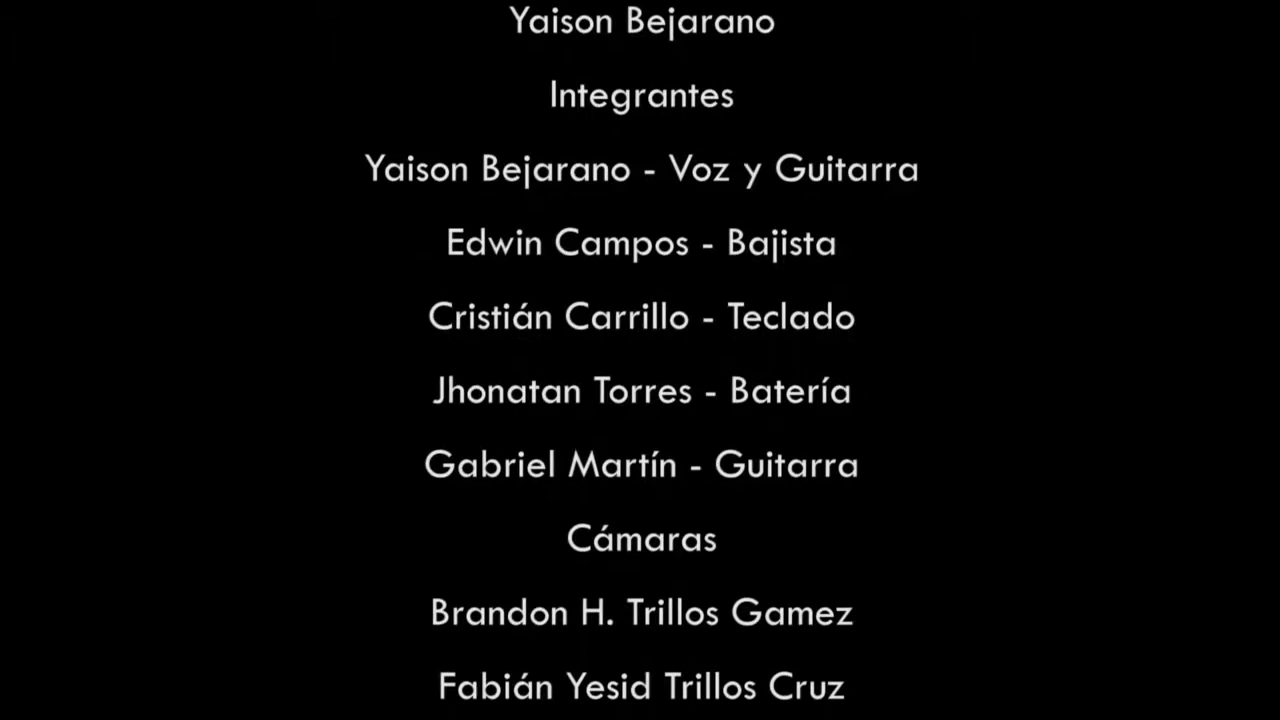 Yaison Bejarano
Integrantes
Yaison Bejarano - Voz y Guitarra
Edwin Campos - Bajista
Cristián Carrillo - Teclado
Jhonatan Torres - Batería
Gabriel Martín - Guitarra
Cámaras
Brandon H. Trillos Gamez
Fabián Yesid Trillos Cruz